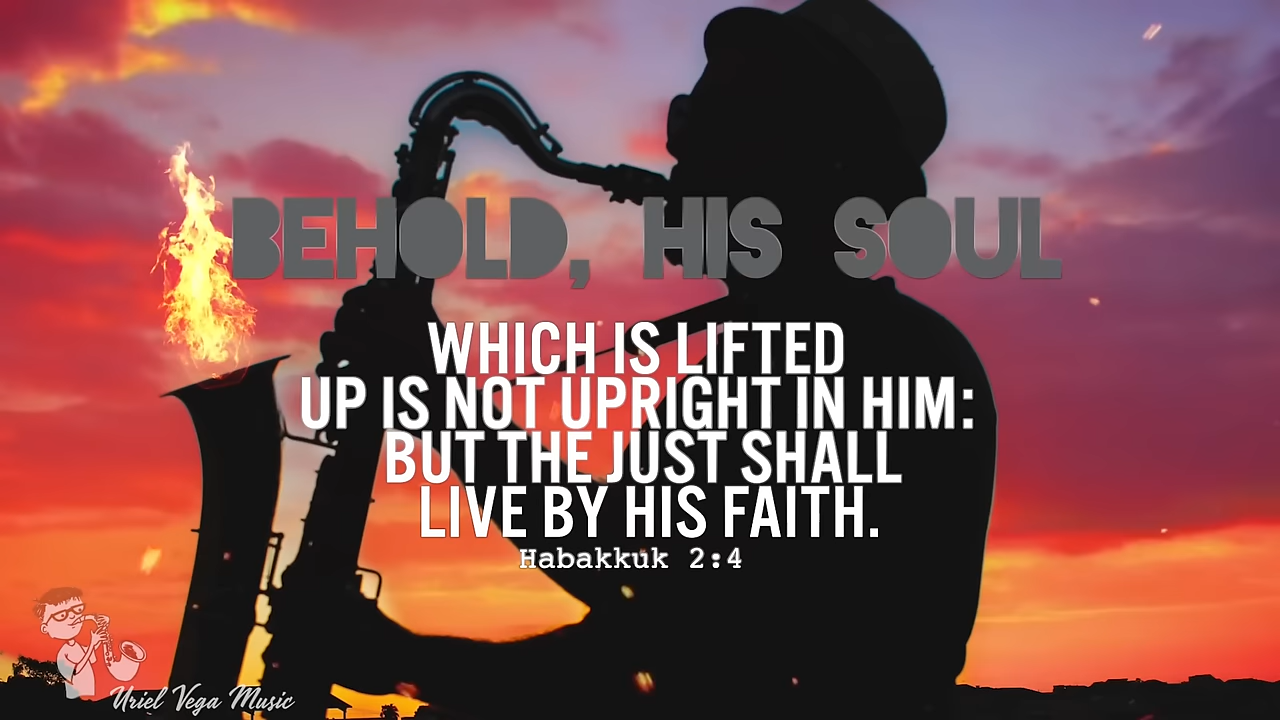 BEHOLD, HIS SOUL
WHICH IS LIFTED
UP IS NOT UPRIGHT IN HIM:
BUT THE JUST SHALL
LIVE BY HIS FAITH.
Habakkuk 2:4
Uriel Vega Music